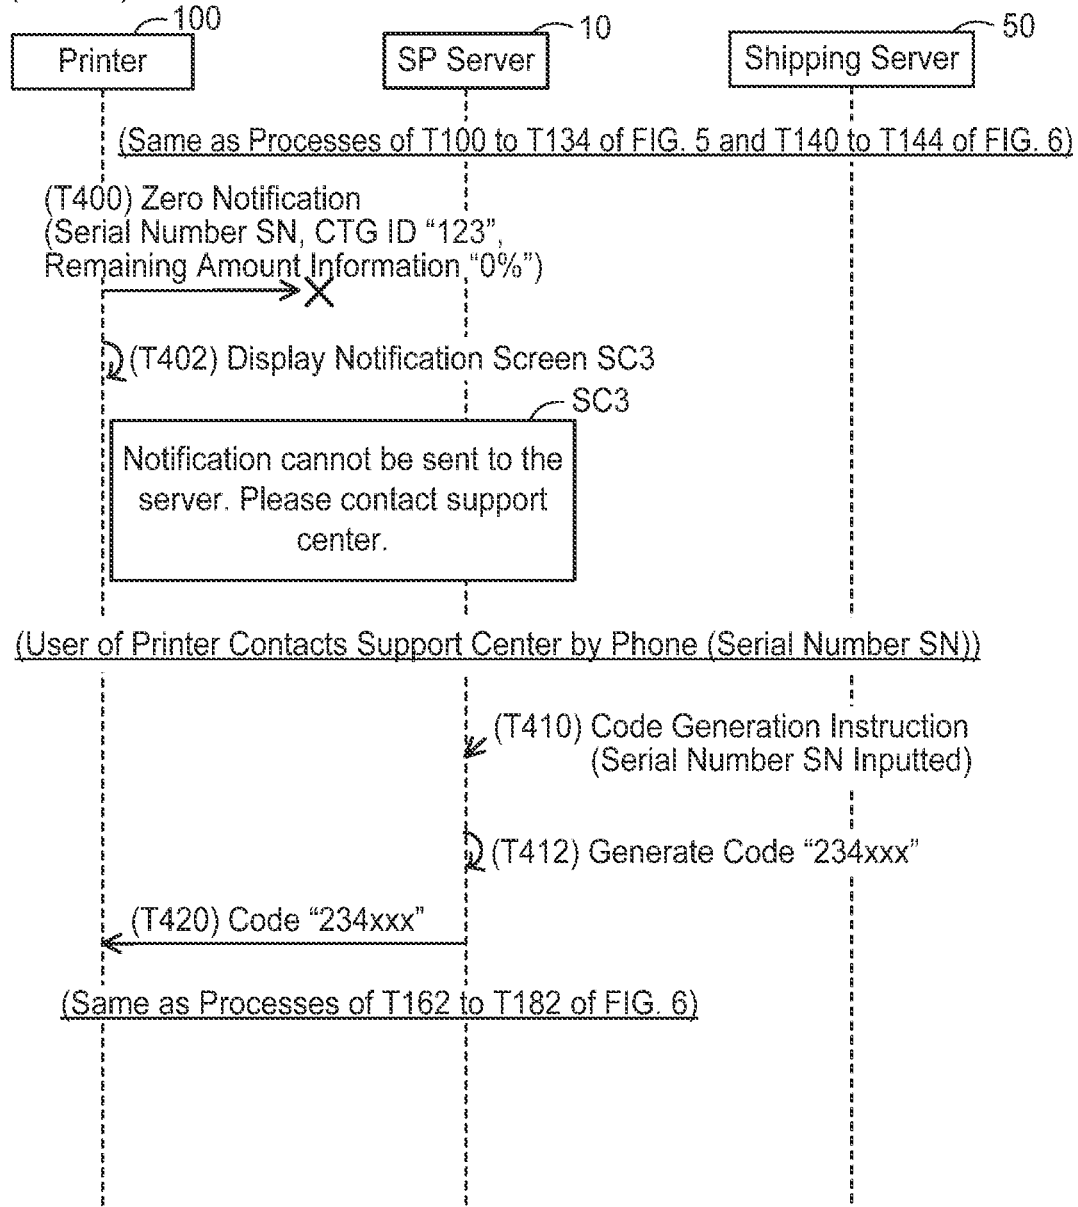 100
10
50
Printer
SP Server
Shipping Server
(Same as Processes of T100 to T134 of FIG. 5 and T140 to T144 of FIG. 6)
(T400) Zero Notification
(Serial Number SN, CTG ID “123”,
Remaining Amount Information “0%”)
(T402) Display Notification Screen SC3
SC3
Notification cannot be sent to the
server. Please contact support
center.
(User of Printer Contacts Support Center by Phone (Serial Number SN))
(T410) Code Generation Instruction
(Serial Number SN Inputted)
(T412) Generate Code “234xxx”
(T420) Code “234xxx”
(Same as Processes of T162 to T182 of FIG. 6)